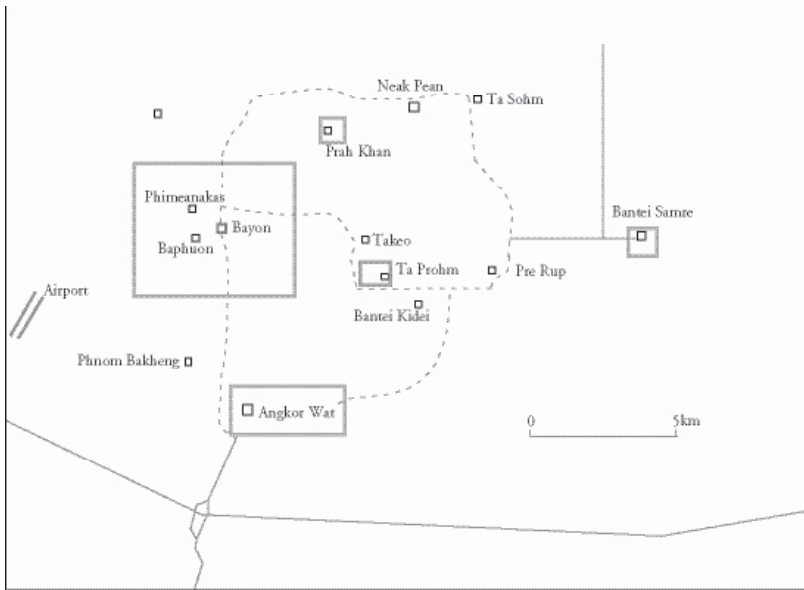 Neak Pean
Ta Sohm
Prah Khan
Phimeanakas
Bantei Samre
Bayon
Takeo
Baphuon
Ta Prohm
Pre Rup
Airport
Bantei Kidei
Phnom Bakheng
Angkor Wat
0 5km